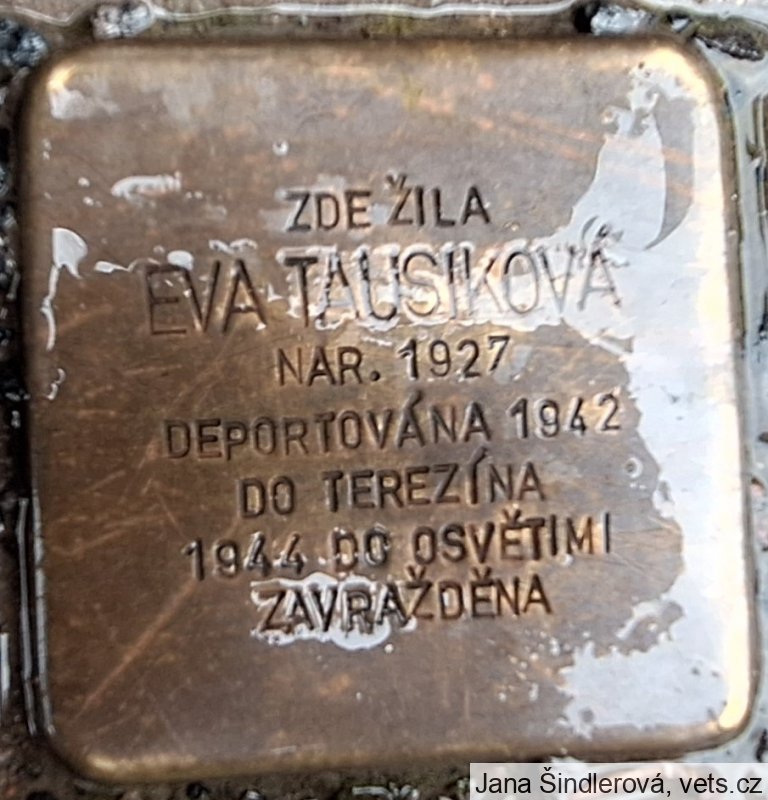 ZDE ŽILA
EVA TAUSIKOVÁ
NAR. 1927
DEPORTOVÁNA 1942
DO TEREZÍNA
1944 DO OSVĚTIMI
ZAVRAŽDĚNA
Jana Šindlerová, vets.cz